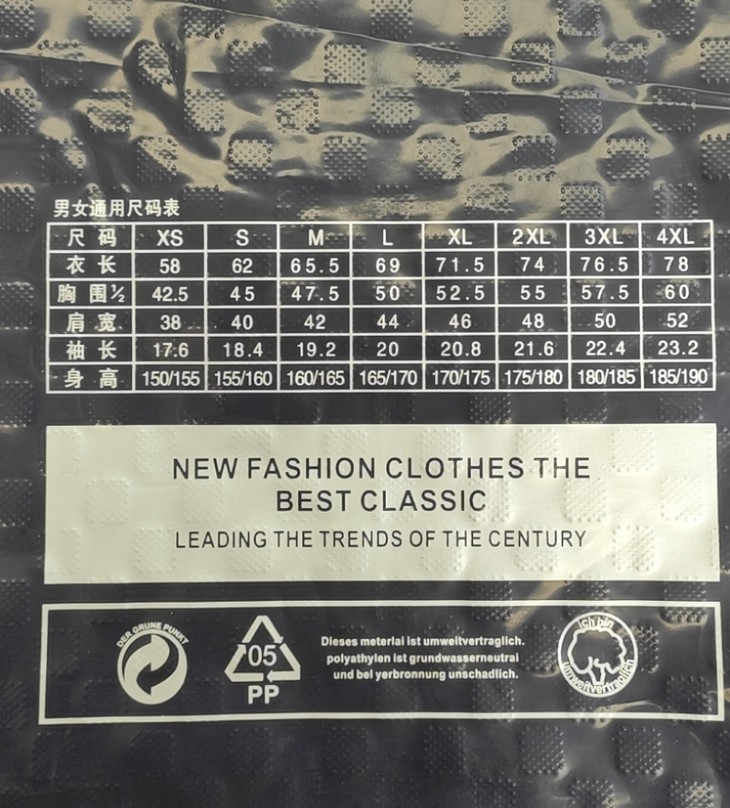 男女通用尺码表
尺 码 XS S M L XL 2XL 3XL 4XL
衣 长 58 62 65.5 69 71.5 74 76.5 78
胸 围½ 42.5 45 47.5 50 52.5 55 57.5 60
肩 宽 38 40 42 44 46 48 50 52
袖 长 17.6 18.4 19.2 20 20.8 21.6 22.4 23.2
身 高 150/155 155/160 160/165 165/170 170/175 175/180 180/185 185/190
NEW FASHION CLOTHES THE
BEST CLASSIC
LEADING THE TRENDS OF THE CENTURY
DER GRUNE PUNKT
05
PP
Dieses meterlai ist umweltvertraglich.
polyathylen ist grundwasserneutral
und bel yerbronnung unschadlich.
ich bin
umweltvertraglich